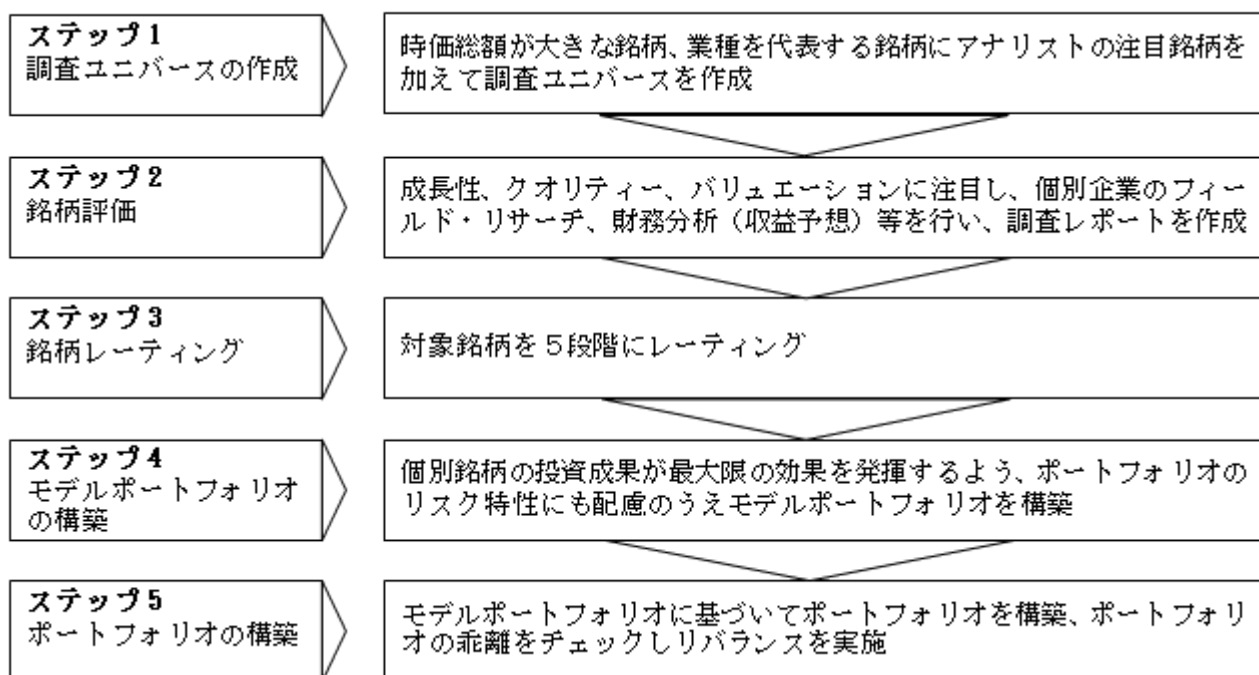 ステップ1
調査ユニバースの作成
時価総額が大きな銘柄、業種を代表する銘柄にアナリストの注目銘柄を
加えて調査ユニバースを作成
ステップ2
銘柄評価
成長性、クオリティー、バリュエーションに注目し、個別企業のフィー
ルド・リサーチ、財務分析（収益予想）等を行い、調査レポートを作成
ステップ3
銘柄レーティング
対象銘柄を５段階にレーティング
ステップ4
モデルポートフォリオ
の構築
個別銘柄の投資成果が最大限の効果を発揮するよう、ポートフォリオの
リスク特性にも配慮のうえモデルポートフォリオを構築
ステップ5
ポートフォリオの構築
モデルポートフォリオに基づいてポートフォリオを構築、ポートフォリ
オの乖離をチェックしリバランスを実施